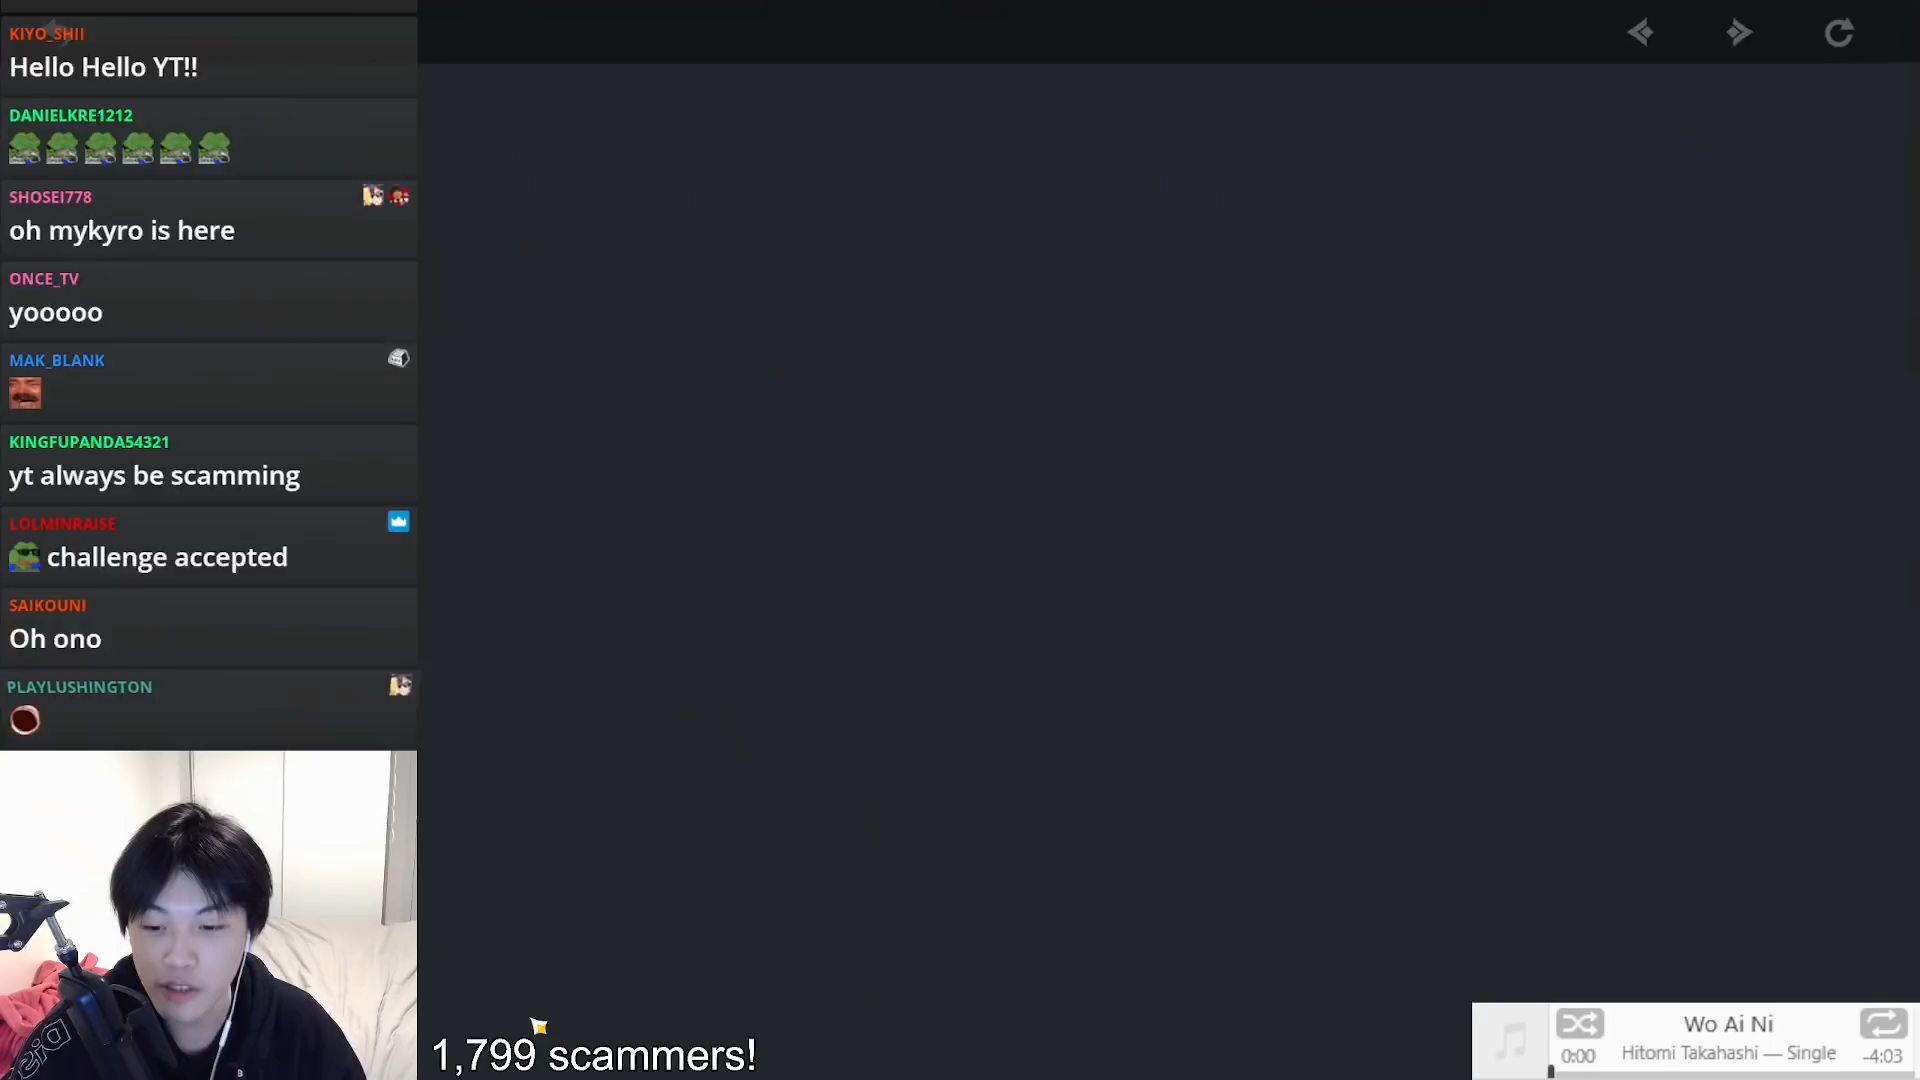 KIYO_SHII
Hello Hello YT!!
DANIELKRE1212
SHOSEI778
oh mykyro is here
ONCE_TV
yooooo
MAK_BLANK
KINGFUPANDA54321
yt always be scamming
LOLMINRAISE
challenge accepted
SAIKOUNI
Oh ono
PLAYLUSHINGTON
1,799 scammers!
Wo Ai Ni
0:00 Hitomi Takahashi — Single -4:03